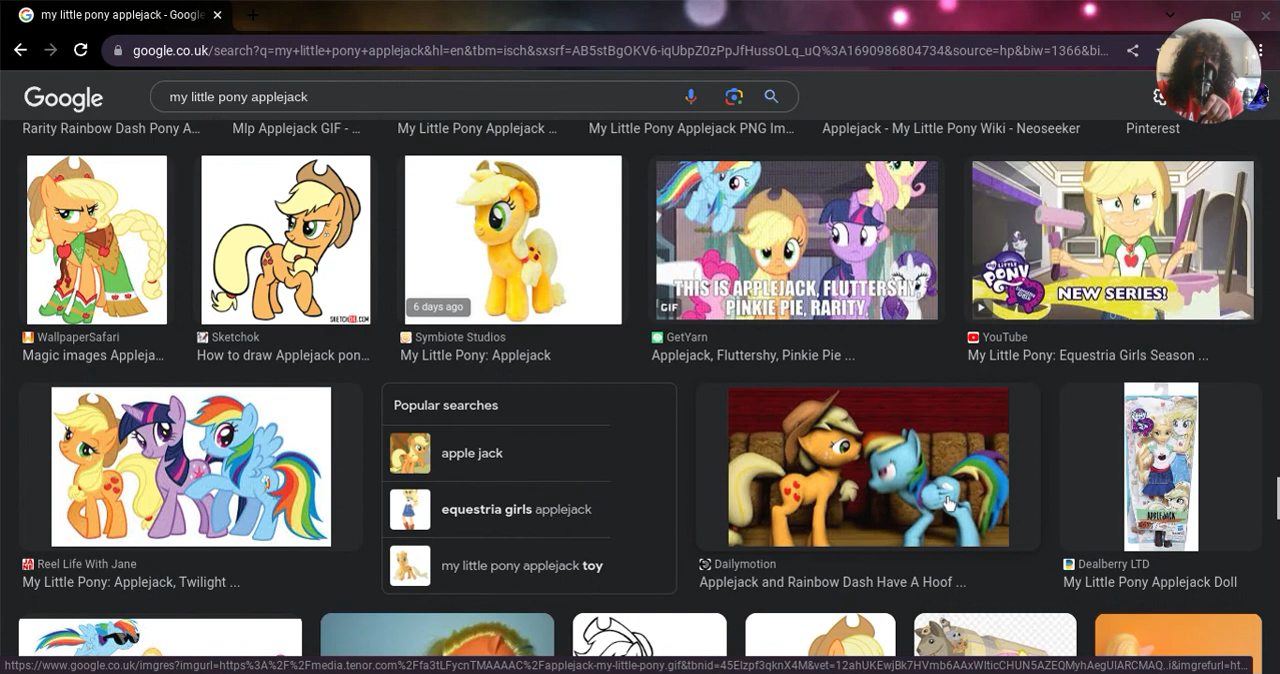 my little pony applejack - Google
google.co.uk/search?q=my+little+pony+applejack&hl=en&tbm=isch&sxsrf=AB5stBgOKV6-iqUbpZ0zPpJfHussOLq_uQ%3A1690986804734&source=hp&biw=1366&bi...
Google
my little pony applejack
Rarity Rainbow Dash Pony A...
Mlp Applejack GIF - ...
My Little Pony Applejack ...
My Little Pony Applejack PNG Im...
Applejack - My Little Pony Wiki - Neoseeker
Pinterest
SKETCHOK.COM
6 days ago
THIS IS APPLEJACK, FLUTTERSHY,
PINKIE PIE, RARITY.
GIF
LITTLE
PONY
NEW SERIES!
WallpaperSafari
Magic images Appleja...
Sketchok
How to draw Applejack pon...
Symbiote Studios
My Little Pony: Applejack
GetYarn
Applejack, Fluttershy, Pinkie Pie ...
YouTube
My Little Pony: Equestria Girls Season ...
Popular searches
apple jack
equestria girls applejack
my little pony applejack toy
APPLEJACK
Reel Life With Jane
My Little Pony: Applejack, Twilight ...
Dailymotion
Applejack and Rainbow Dash Have A Hoof ...
Dealberry LTD
My Little Pony Applejack Doll
https://www.google.co.uk/imgres?imgurl=https%3A%2F%2Fmedia.tenor.com%2Ffa3tLFycnTMAAAAC%2Fapplejack-my-little-pony.gif&tbnid=45EIzpf3qknX4M&vet=12ahUKEwjBk7HVmb6AAxWIticCHUN5AZEQMyhAegUIARCMAQ..i&imgrefurl=ht...